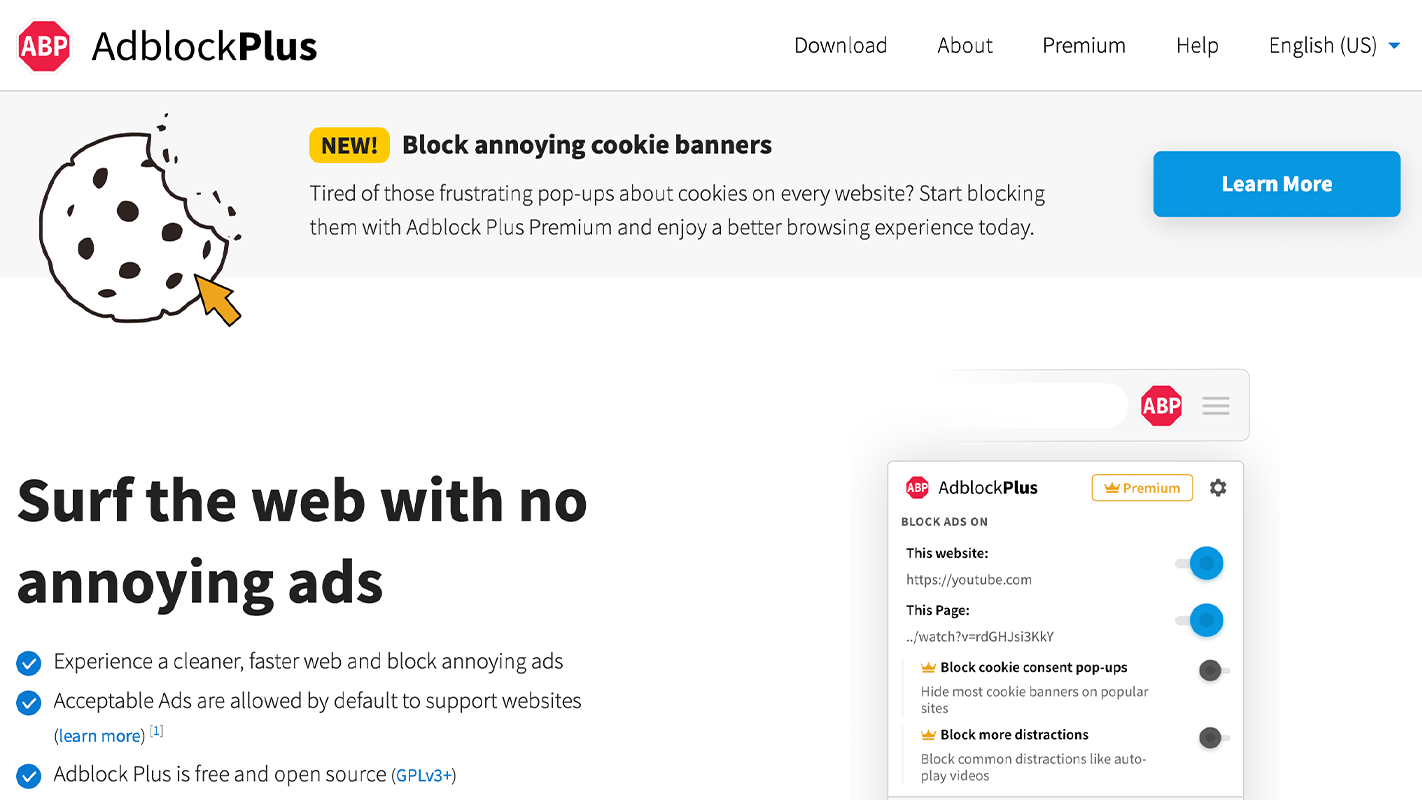 ABP AdblockPlus
Download About Premium Help English (US)
NEW! Block annoying cookie banners
Tired of those frustrating pop-ups about cookies on every website? Start blocking
them with Adblock Plus Premium and enjoy a better browsing experience today.
Learn More
Surf the web with no
annoying ads
Experience a cleaner, faster web and block annoying ads
Acceptable Ads are allowed by default to support websites
(learn more) [1]
Adblock Plus is free and open source (GPLv3+)
ABP
ABP AdblockPlus Premium
BLOCK ADS ON
This website:
https://youtube.com
This Page:
../watch?v=rdGHJsi3KkY
Block cookie consent pop-ups
Hide most cookie banners on popular
sites
Block more distractions
Block common distractions like auto-
play videos